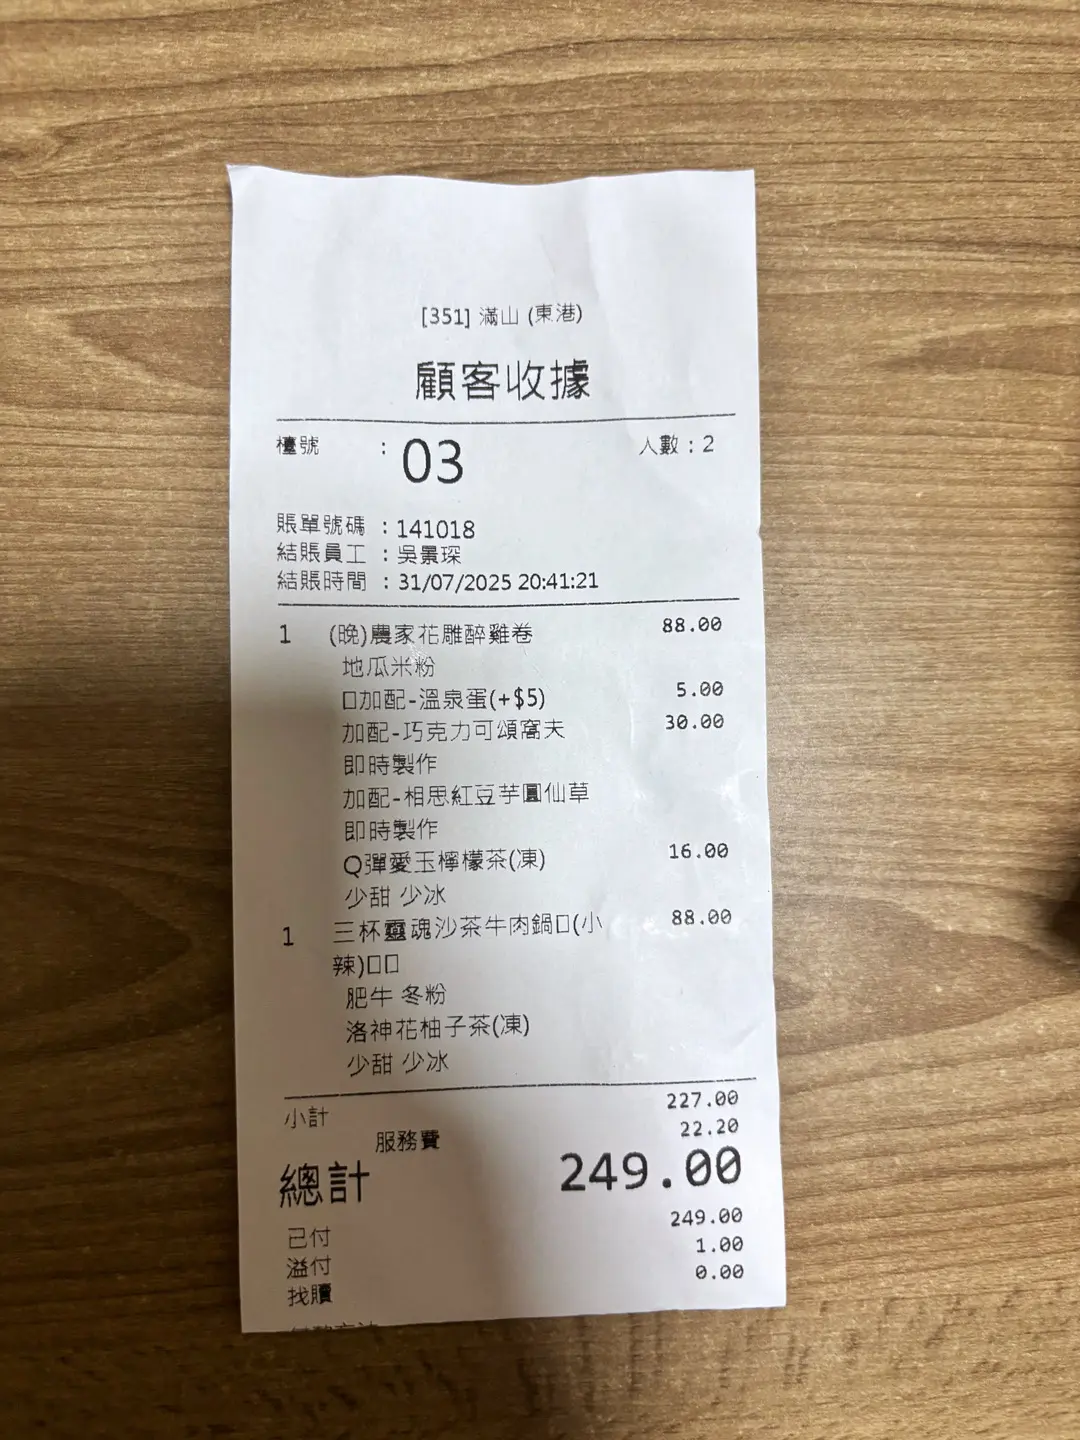 [351] 滿山 (東港)
顧客收據
檯號 : 03 人數 : 2
賬單號碼 : 141018
結賬員工 : 吳景琛
結賬時間 : 31/07/2025 20:41:21
1 (晚)農家花雕醉雞卷 88.00
地瓜米粉
□加配-溫泉蛋(+$5) 5.00
加配-巧克力可頌窩夫 30.00
即時製作
加配-相思紅豆芋圓仙草
即時製作
Q彈愛玉檸檬茶(凍) 16.00
少甜 少冰
1 三杯靈魂沙茶牛肉鍋□(小 88.00
辣)□□
肥牛 冬粉
洛神花柚子茶(凍)
少甜 少冰
小計 227.00
服務費 22.20
總計 249.00
已付 249.00
溢付 1.00
找贖 0.00